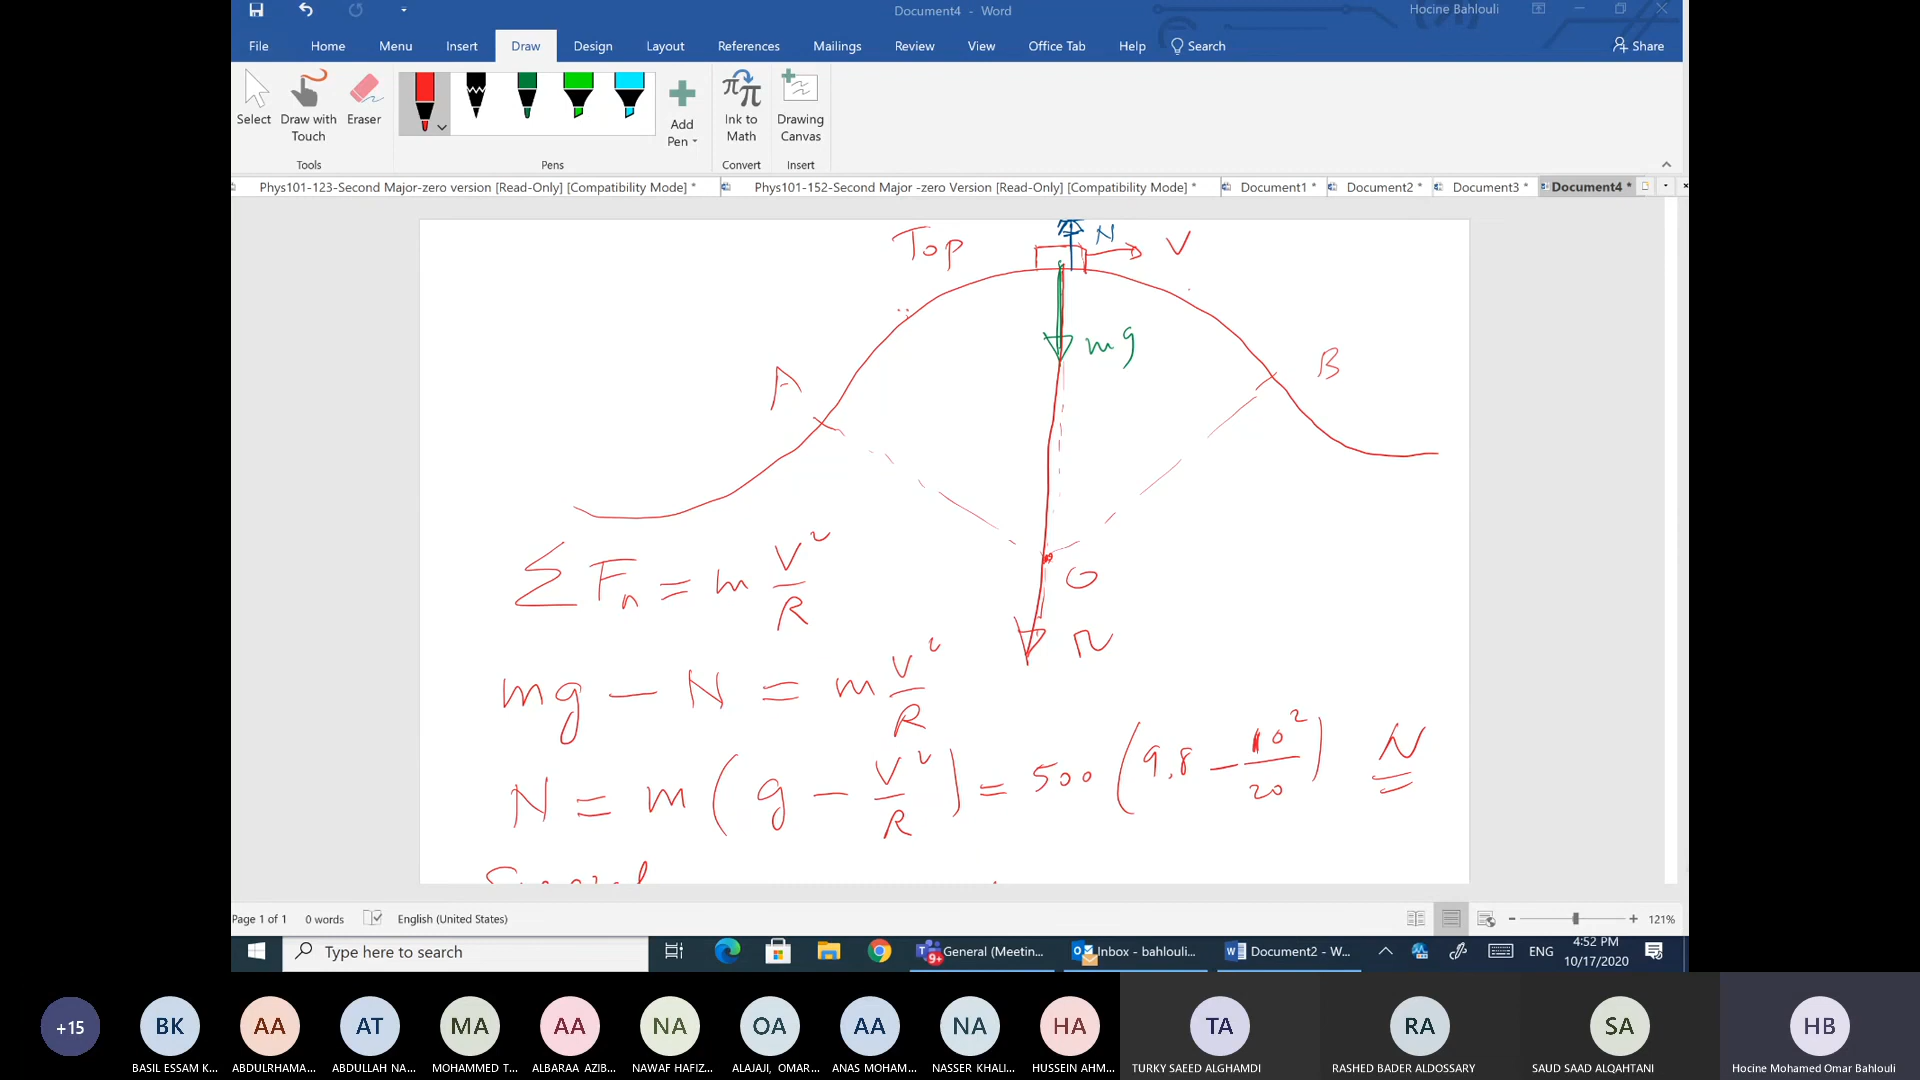 Document4 - Word
Hocine Bahlouli
File Home Menu Insert Draw Design Layout References Mailings Review View Office Tab Help Search Share
Select Draw with Touch Eraser Add Pen Ink to Math Drawing Canvas
Tools Pens Convert Insert
Phys101-123-Second Major-zero version [Read-Only] [Compatibility Mode] * Phys101-152-Second Major -zero Version [Read-Only] [Compatibility Mode] * Document1 * Document2 * Document3 * Document4 *
Top N V
mg
A B
O
n
Σ Fn = m V²/R
mg - N = m V²/R
N = m ( g - V²/R ) = 500 ( 9.8 - 10²/20 ) N
Page 1 of 1 0 words English (United States) 121%
Type here to search General (Meetin... Inbox - bahlouli... Document2 - W... ENG 4:52 PM
10/17/2020
+15 BK AA AT MA AA NA OA AA NA HA TA RA SA HB
BASIL ESSAM K... ABDULRHAMA... ABDULLAH NA... MOHAMMED T... ALBARAA AZIB... NAWAF HAFIZ... ALAJAJI, OMAR... ANAS MOHAM... NASSER KHALI... HUSSEIN AHM... TURKY SAEED ALGHAMDI RASHED BADER ALDOSSARY SAUD SAAD ALQAHTANI Hocine Mohamed Omar Bahlouli